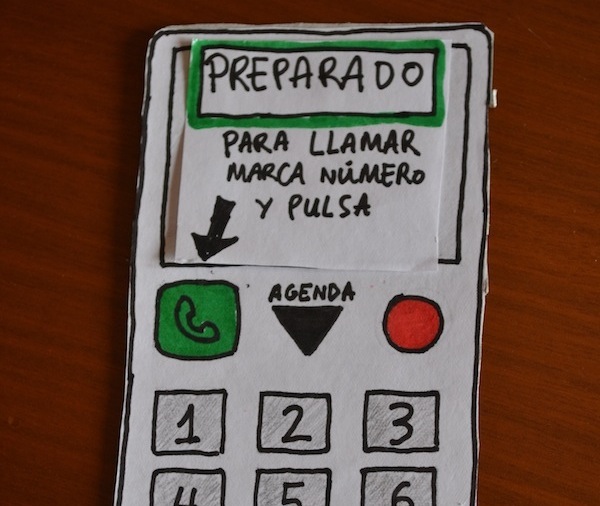 PREPARADO
PARA LLAMAR
MARCA NÚMERO
Y PULSA
AGENDA
1 2 3
4 5 6